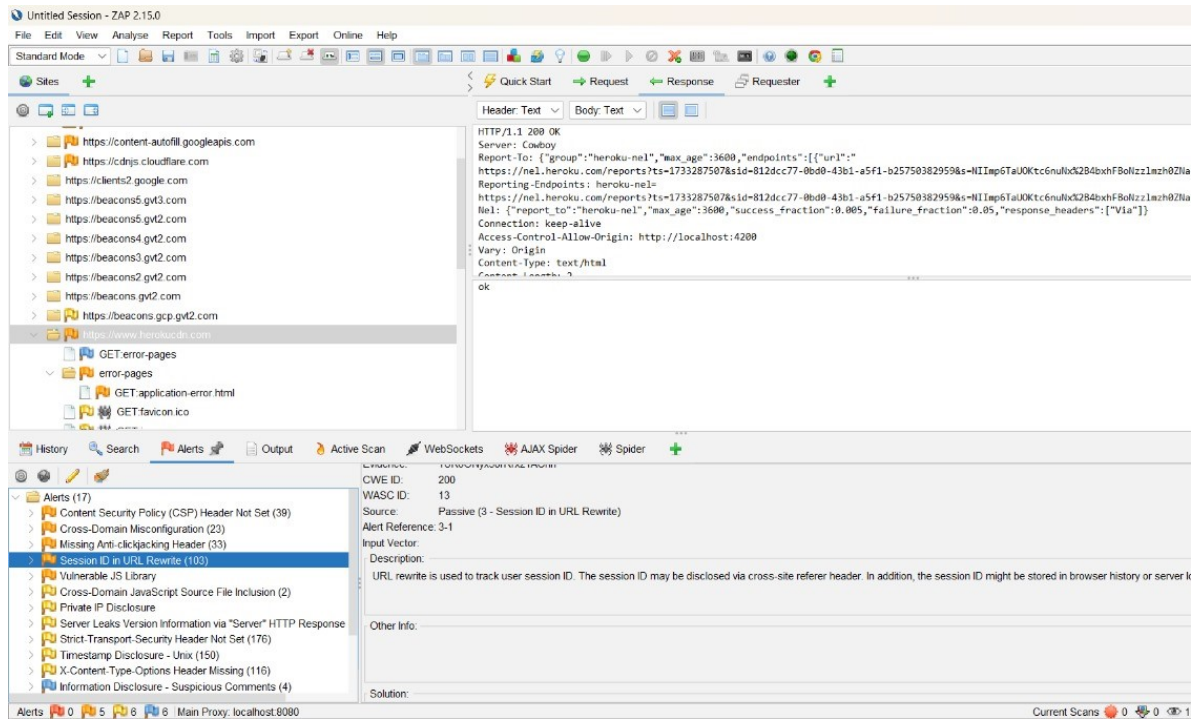 Untitled Session - ZAP 2.15.0
File Edit View Analyse Report Tools Import Export Online Help
Standard Mode
Sites
Quick Start Request Response Requester
Header: Text Body: Text
https://content-autofill.googleapis.com
https://cdnjs.cloudflare.com
https://clients2.google.com
https://beacons5.gvt3.com
https://beacons5.gvt2.com
https://beacons4.gvt2.com
https://beacons3.gvt2.com
https://beacons2.gvt2.com
https://beacons.gvt2.com
https://beacons.gcp.gvt2.com
https://www.herokucdn.com
GET:error-pages
error-pages
GET:application-error.html
GET:favicon.ico
HTTP/1.1 200 OK
Server: Cowboy
Report-To: {"group":"heroku-nel","max_age":3600,"endpoints":[{"url":"
https://nel.heroku.com/reports?ts=1733287507&sid=812dcc77-0bd0-43b1-a5f1-b25750382959&s=NIImp6TaUOKtc6nuNx%2B4bxhFBoNzzlmzh0ZNa
Reporting-Endpoints: heroku-nel=
https://nel.heroku.com/reports?ts=1733287507&sid=812dcc77-0bd0-43b1-a5f1-b25750382959&s=NIImp6TaUOKtc6nuNx%2B4bxhFBoNzzlmzh0ZNa
Nel: {"report_to":"heroku-nel","max_age":3600,"success_fraction":0.005,"failure_fraction":0.05,"response_headers":["Via"]}
Connection: keep-alive
Access-Control-Allow-Origin: http://localhost:4200
Vary: Origin
Content-Type: text/html
Content-Length: 2
ok
History Search Alerts Output Active Scan WebSockets AJAX Spider Spider
Alerts (17)
Content Security Policy (CSP) Header Not Set (39)
Cross-Domain Misconfiguration (23)
Missing Anti-clickjacking Header (33)
Session ID in URL Rewrite (103)
Vulnerable JS Library
Cross-Domain JavaScript Source File Inclusion (2)
Private IP Disclosure
Server Leaks Version Information via "Server" HTTP Response
Strict-Transport-Security Header Not Set (176)
Timestamp Disclosure - Unix (150)
X-Content-Type-Options Header Missing (116)
Information Disclosure - Suspicious Comments (4)
Evidence:
CWE ID: 200
WASC ID: 13
Source: Passive (3 - Session ID in URL Rewrite)
Alert Reference: 3-1
Input Vector:
Description:
URL rewrite is used to track user session ID. The session ID may be disclosed via cross-site referer header. In addition, the session ID might be stored in browser history or server
Other Info:
Solution:
Alerts 0 5 6 6 Main Proxy: localhost:8080
Current Scans 0 0 1